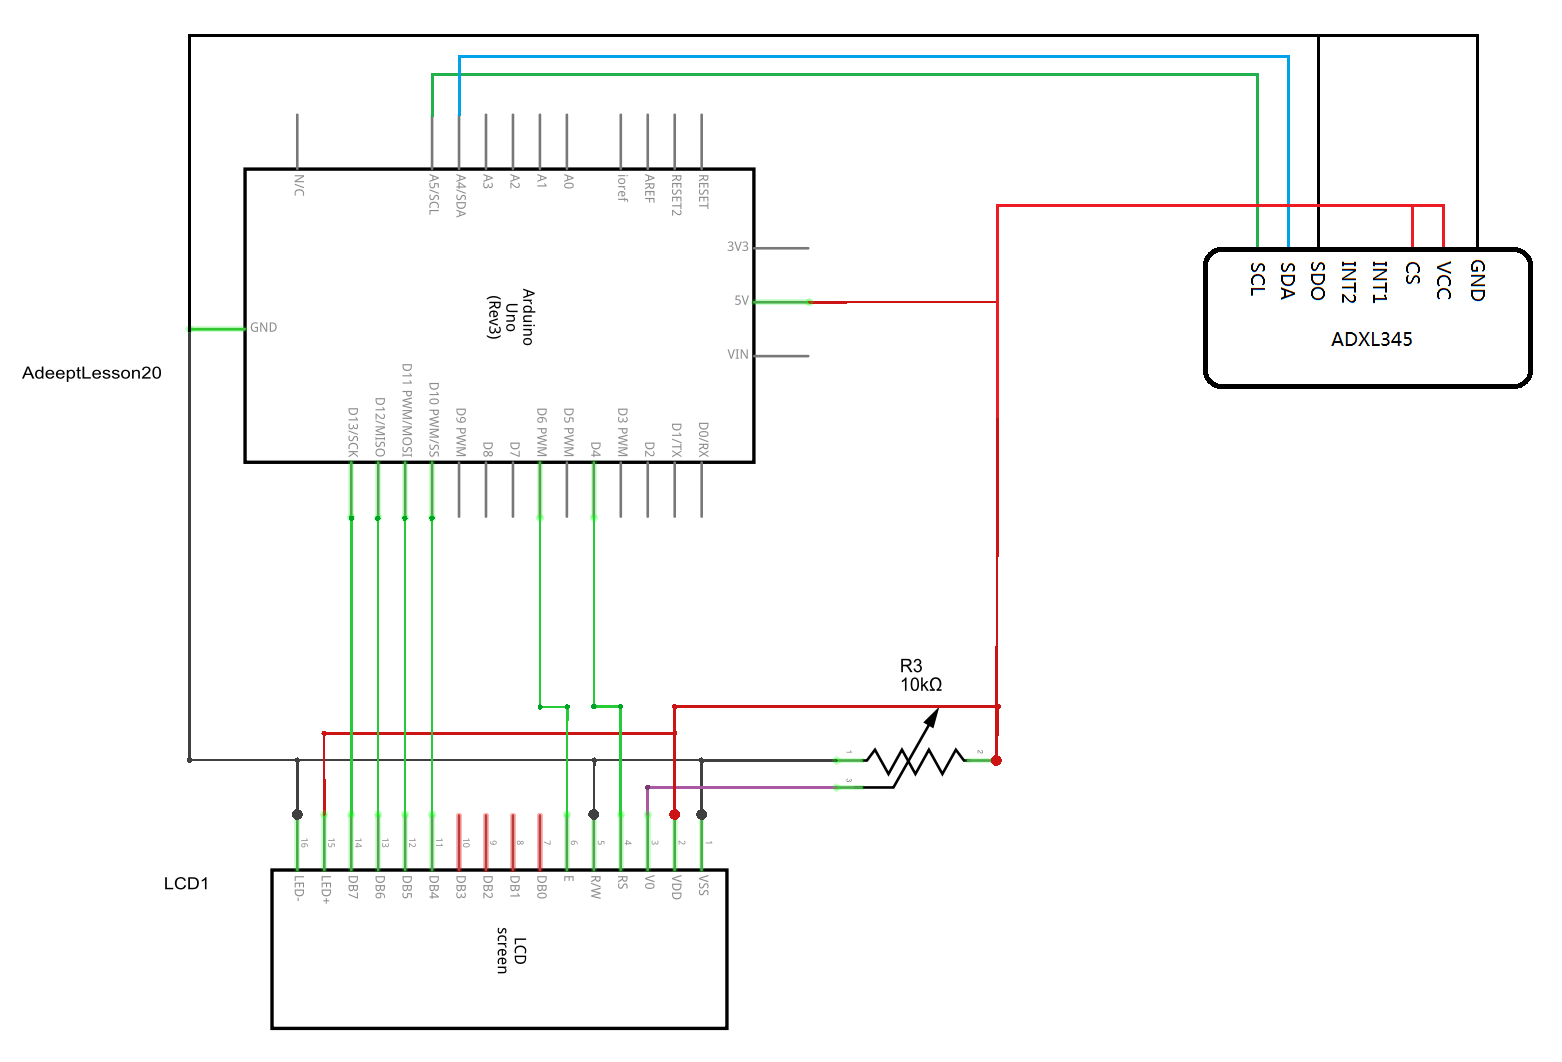 N/C
A5/SCL
A4/SDA
A3
A2
A1
A0
ioref
AREF
RESET2
RESET
3V3
5V
VIN
GND
Arduino
Uno
(Rev3)
SCL
SDA
SDO
INT2
INT1
CS
VCC
GND
ADXL345
AdeeptLesson20
D13/SCK
D12/MISO
D11 PWM/MOSI
D10 PWM/SS
D9 PWM
D8
D7
D6 PWM
D5 PWM
D4
D3 PWM
D2
D1/TX
D0/RX
R3
10kΩ
1
2
3
16
15
14
13
12
11
10
9
8
7
6
5
4
3
2
1
LCD1
LED-
LED+
DB7
DB6
DB5
DB4
DB3
DB2
DB1
DB0
E
R/W
RS
V0
VDD
VSS
LCD
screen